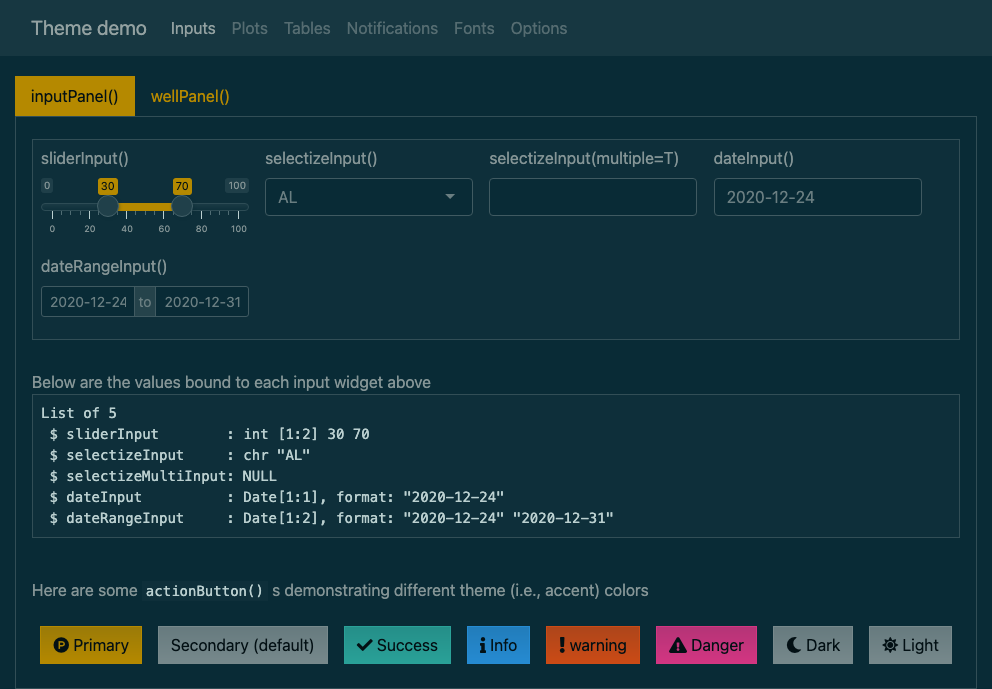 Theme demo Inputs Plots Tables Notifications Fonts Options
inputPanel() wellPanel()
sliderInput() selectizeInput() selectizeInput(multiple=T) dateInput()
0 30 70 100
AL 2020-12-24
0 20 40 60 80 100
dateRangeInput()
2020-12-24 to 2020-12-31
Below are the values bound to each input widget above
List of 5
$ sliderInput : int [1:2] 30 70
$ selectizeInput : chr "AL"
$ selectizeMultiInput: NULL
$ dateInput : Date[1:1], format: "2020-12-24"
$ dateRangeInput : Date[1:2], format: "2020-12-24" "2020-12-31"
Here are some actionButton() s demonstrating different theme (i.e., accent) colors
Primary Secondary (default) Success Info warning Danger Dark Light